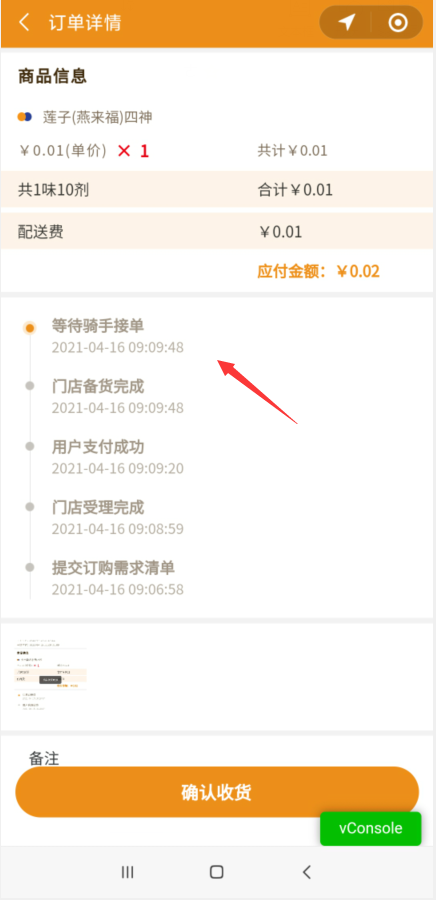 订单详情
商品信息
莲子(燕来福)四神
￥0.01(单价) × 1 共计￥0.01
共1味10剂 合计￥0.01
配送费 ￥0.01
应付金额：￥0.02
等待骑手接单
2021-04-16 09:09:48
门店备货完成
2021-04-16 09:09:48
用户支付成功
2021-04-16 09:09:20
门店受理完成
2021-04-16 09:08:59
提交订购需求清单
2021-04-16 09:06:58
备注
确认收货
vConsole